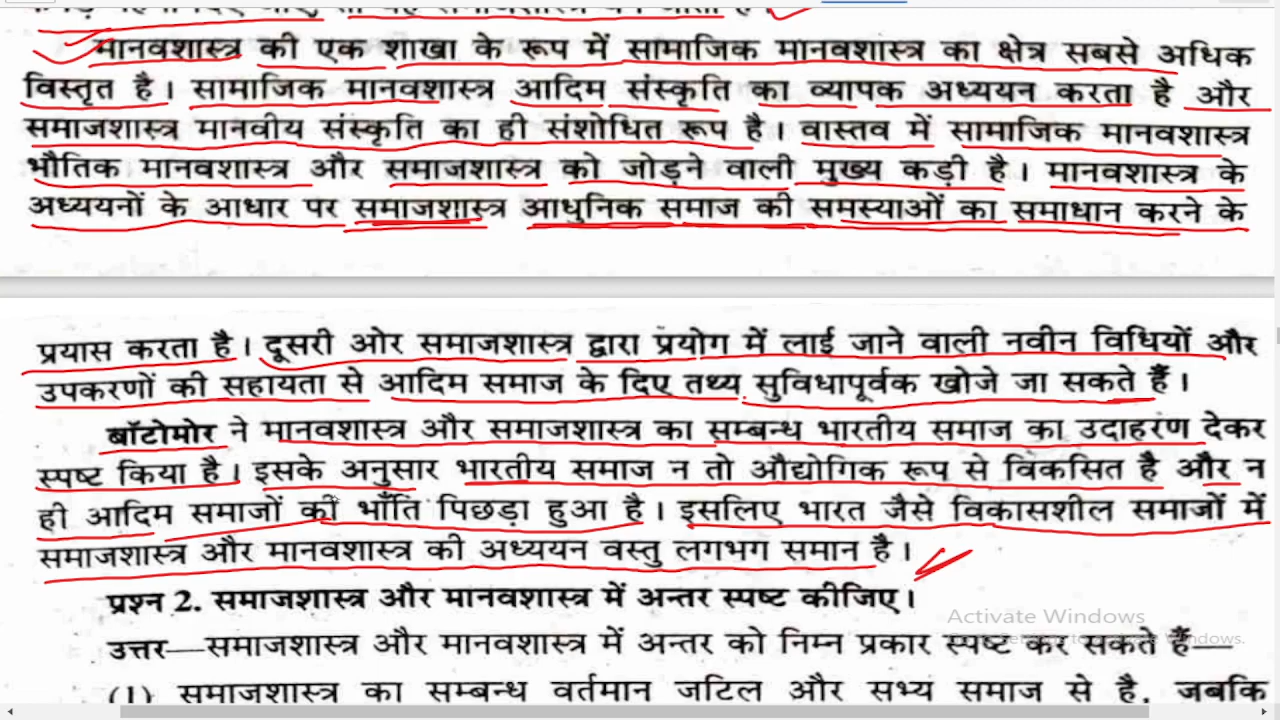 मानवशास्त्र की एक शाखा के रूप में सामाजिक मानवशास्त्र का क्षेत्र सबसे अधिक
विस्तृत है। सामाजिक मानवशास्त्र आदिम संस्कृति का व्यापक अध्ययन करता है और
समाजशास्त्र मानवीय संस्कृति का ही संशोधित रूप है। वास्तव में सामाजिक मानवशास्त्र
भौतिक मानवशास्त्र और समाजशास्त्र को जोड़ने वाली मुख्य कड़ी है। मानवशास्त्र के
अध्ययनों के आधार पर समाजशास्त्र आधुनिक समाज की समस्याओं का समाधान करने के
प्रयास करता है। दूसरी ओर समाजशास्त्र द्वारा प्रयोग में लाई जाने वाली नवीन विधियों और
उपकरणों की सहायता से आदिम समाज के दिए तथ्य सुविधापूर्वक खोजे जा सकते हैं।
बॉटोमोर ने मानवशास्त्र और समाजशास्त्र का सम्बन्ध भारतीय समाज का उदाहरण देकर
स्पष्ट किया है। इसके अनुसार भारतीय समाज न तो औद्योगिक रूप से विकसित है और न
ही आदिम समाजों की भाँति पिछड़ा हुआ है। इसलिए भारत जैसे विकासशील समाजों में
समाजशास्त्र और मानवशास्त्र की अध्ययन वस्तु लगभग समान है।
प्रश्न 2. समाजशास्त्र और मानवशास्त्र में अन्तर स्पष्ट कीजिए।
Activate Windows
Go to Settings to activate Windows.
उत्तर—समाजशास्त्र और मानवशास्त्र में अन्तर को निम्न प्रकार स्पष्ट कर सकते हैं—
(1) समाजशास्त्र का सम्बन्ध वर्तमान जटिल और सभ्य समाज से है, जबकि